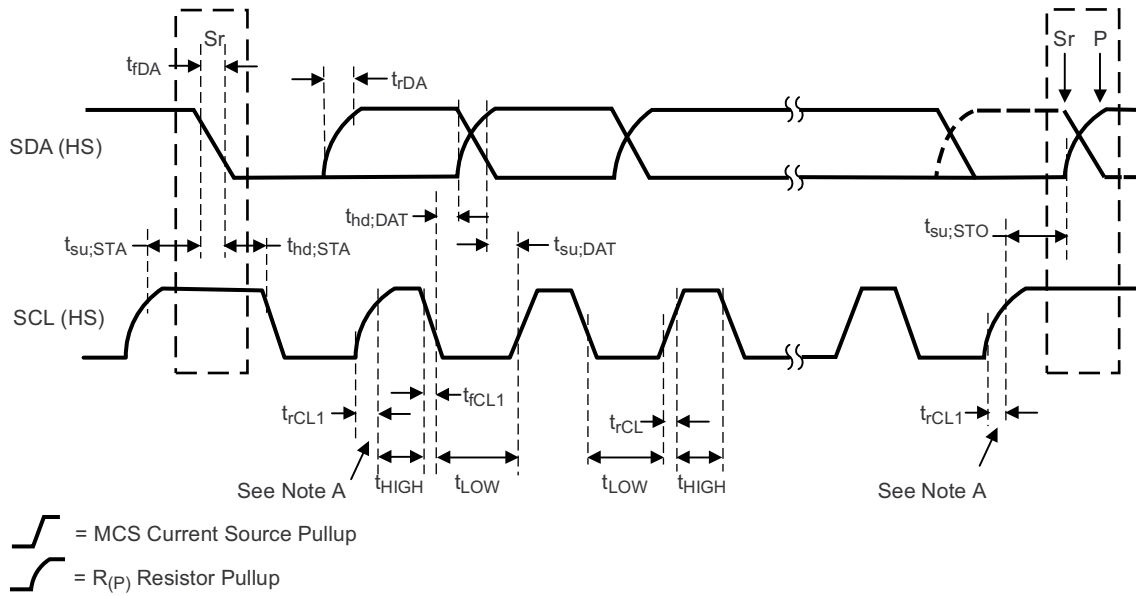 Sr
Sr P
tfDA
trDA
SDA (HS)
thd;DAT
tsu;STA
thd;STA
tsu;DAT
tsu;STO
SCL (HS)
tfCL1
trCL1
trCL
trCL1
See Note A
tHIGH
tLOW
tLOW
tHIGH
See Note A
= MCS Current Source Pullup
= R(P) Resistor Pullup